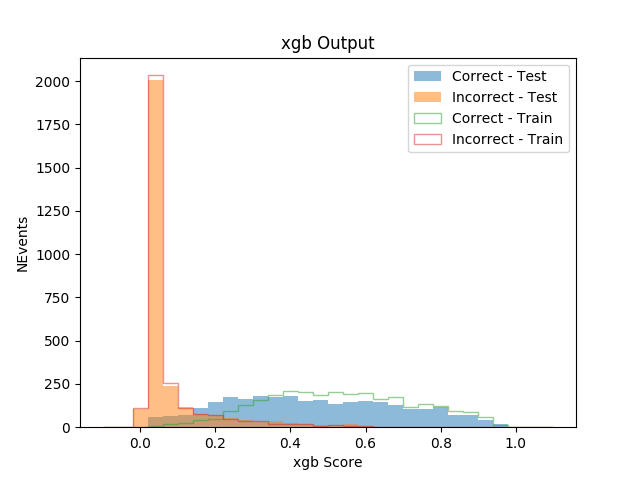 xgb Output
Correct - Test
Incorrect - Test
Correct - Train
Incorrect - Train
NEvents
2000
1750
1500
1250
1000
750
500
250
0
0.0 0.2 0.4 0.6 0.8 1.0
xgb Score